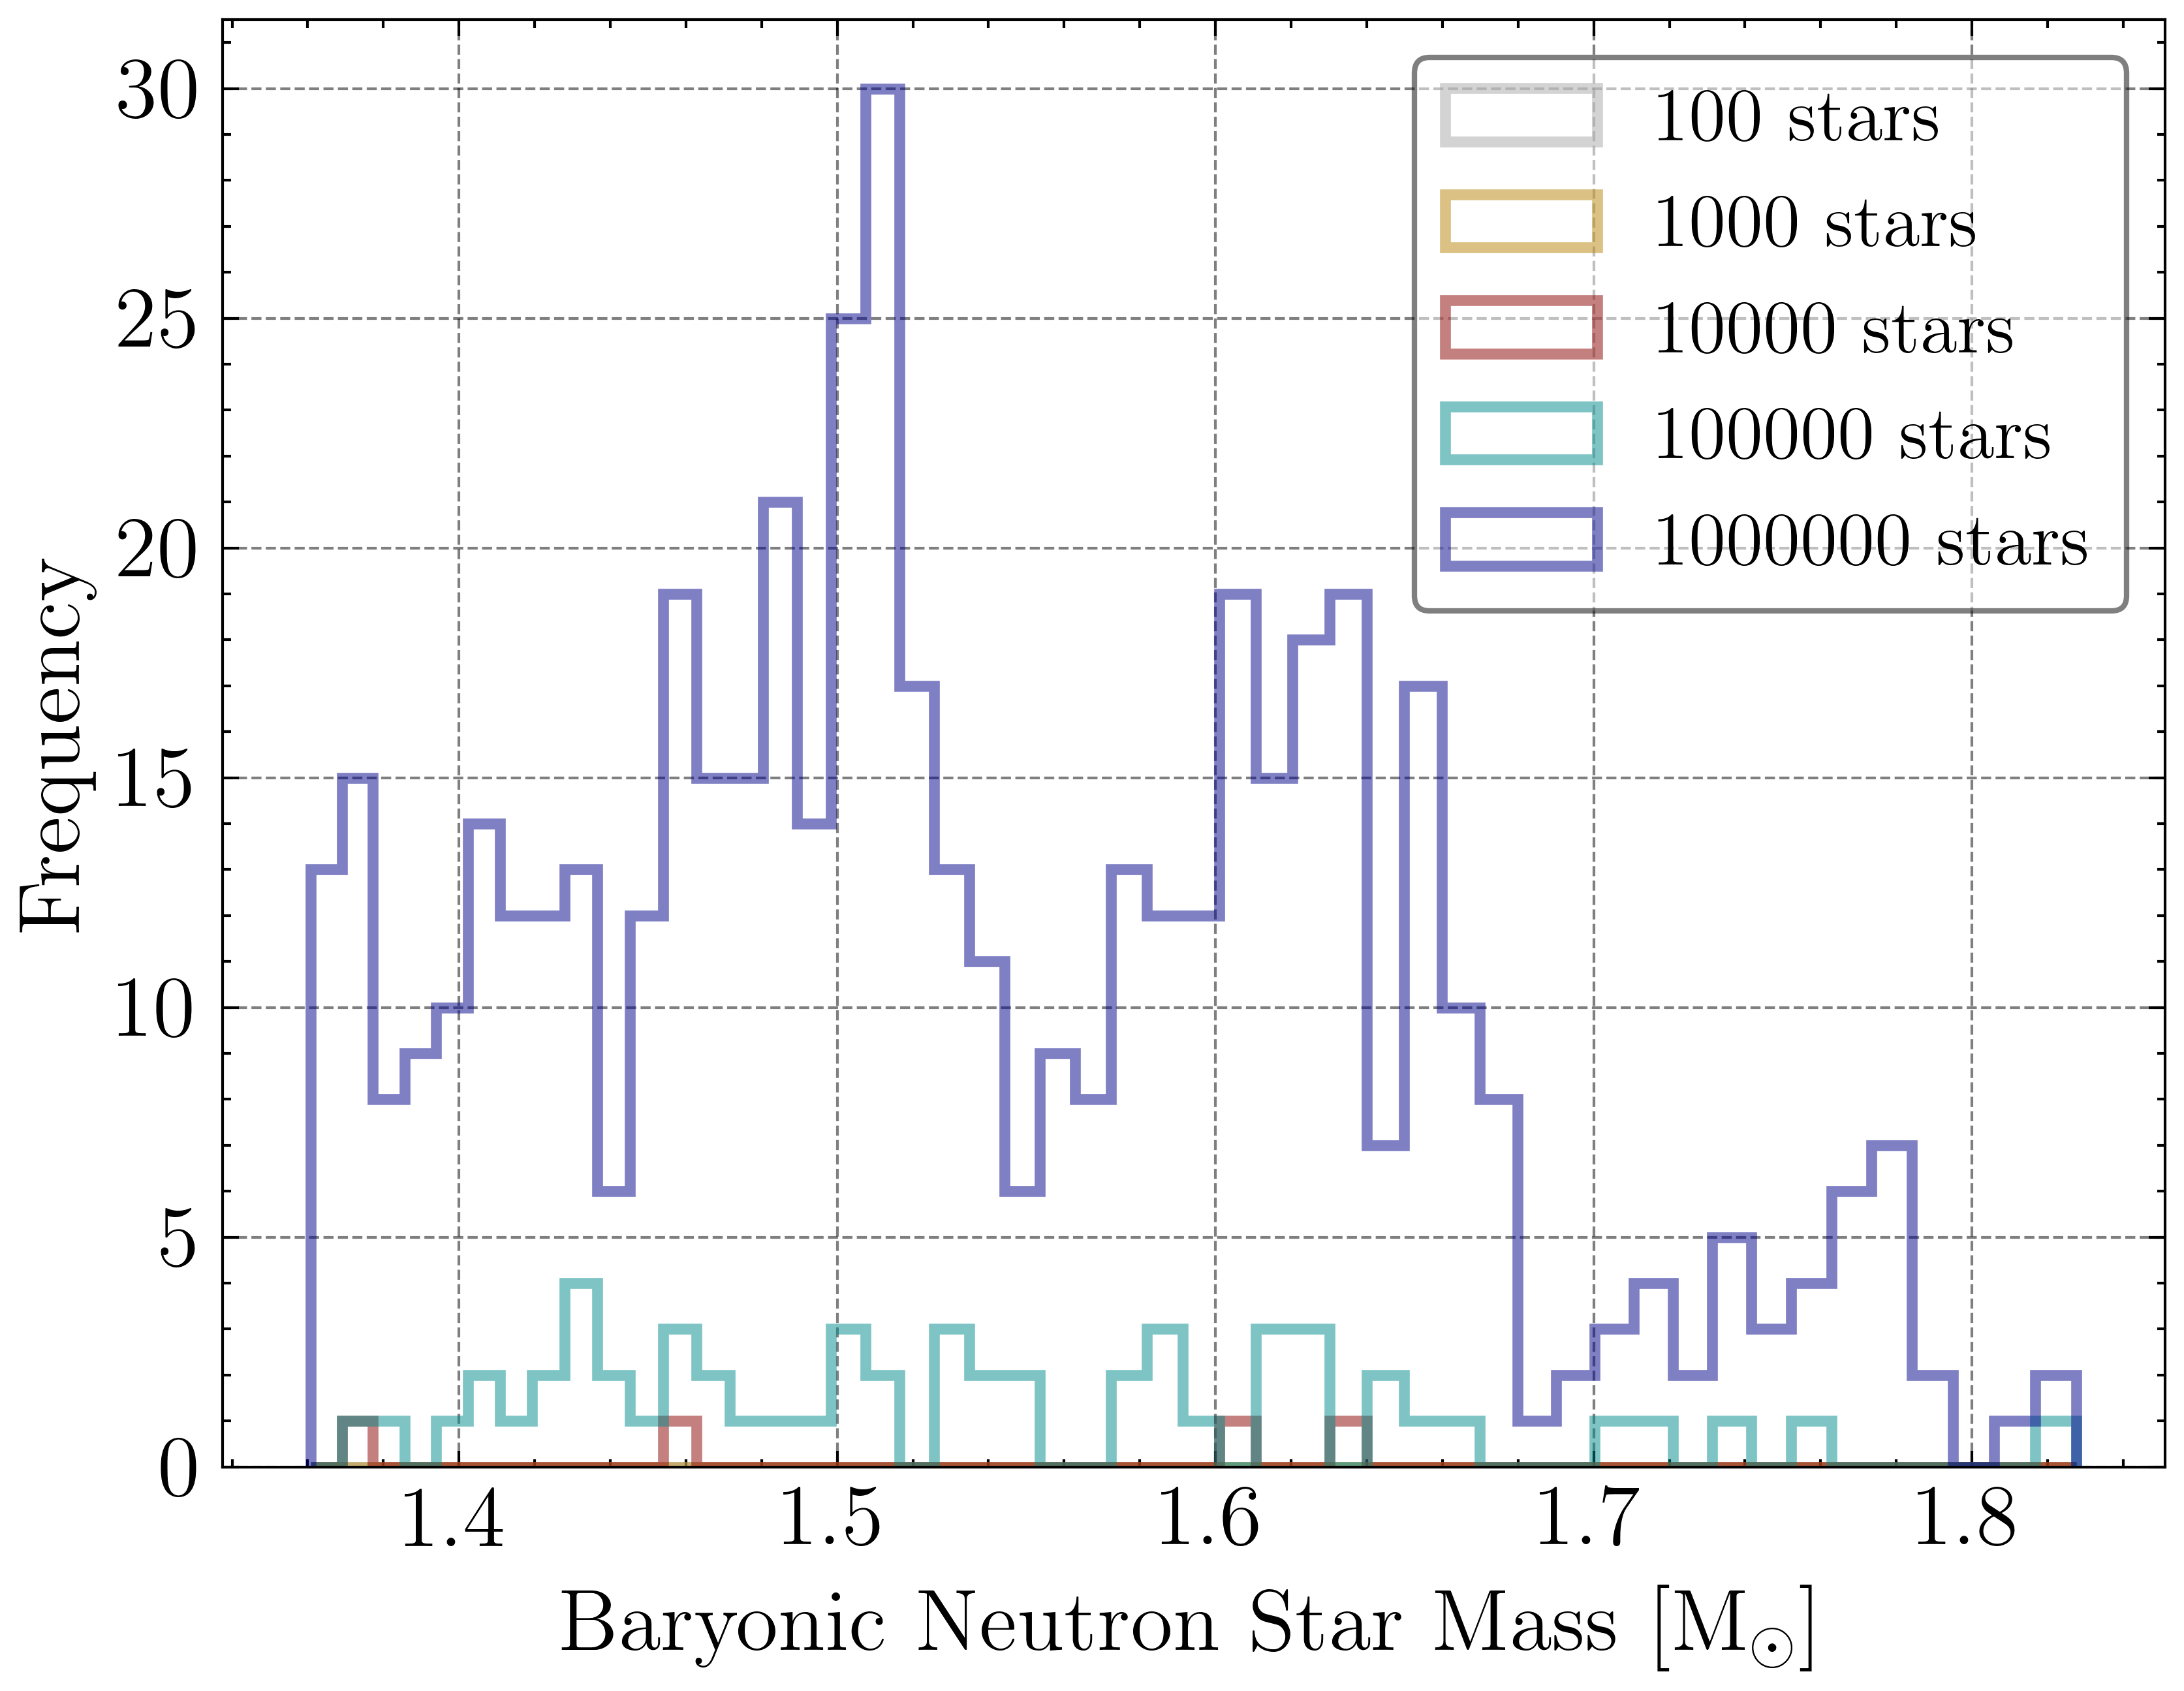 30
25
20
15
10
5
0
Frequency
100 stars
1000 stars
10000 stars
100000 stars
1000000 stars
1.4 1.5 1.6 1.7 1.8
Baryonic Neutron Star Mass [M⊙]